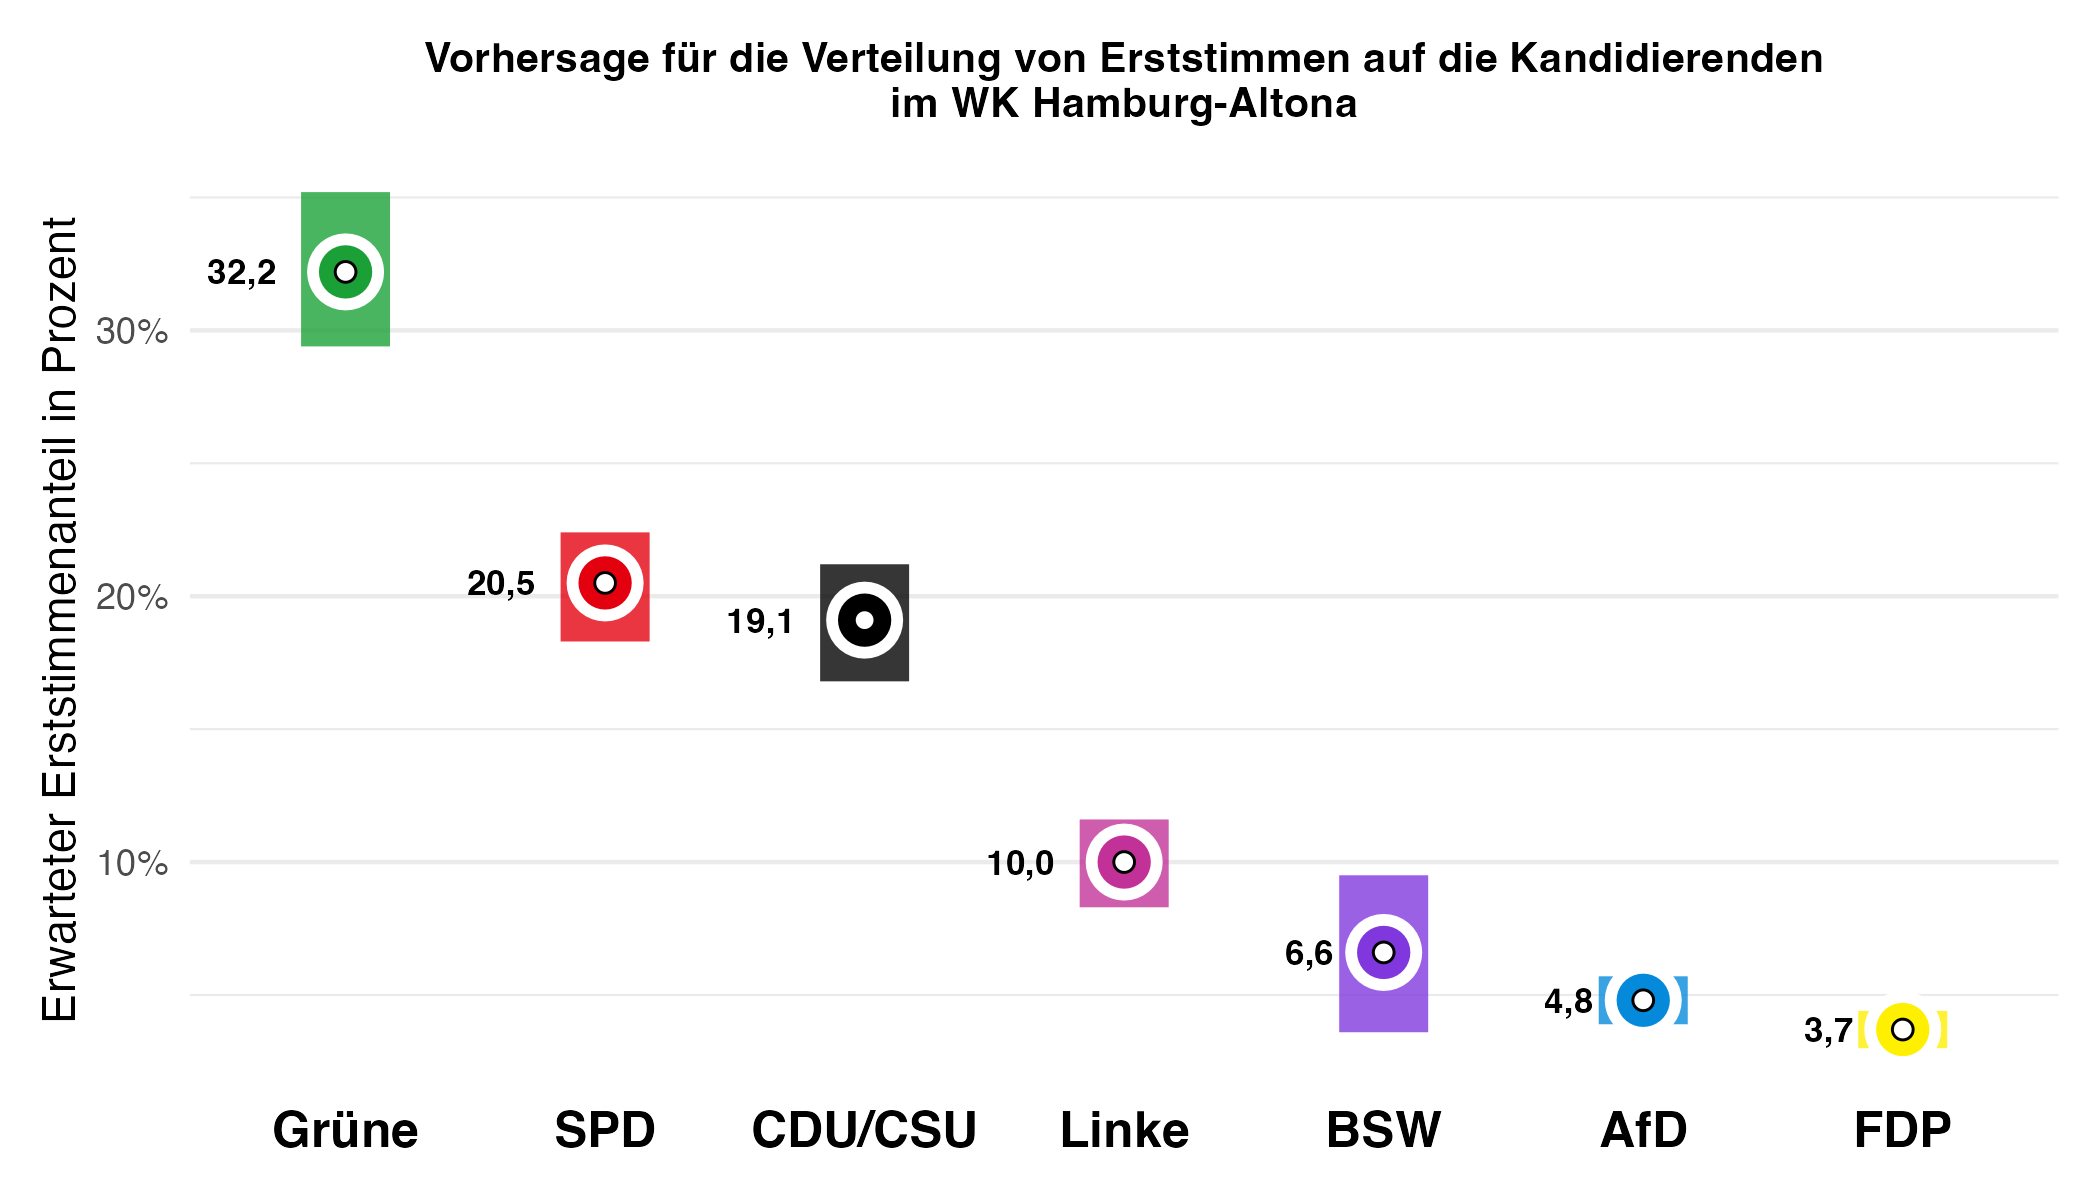 Vorhersage für die Verteilung von Erststimmen auf die Kandidierenden
im WK Hamburg-Altona
Erwarteter Erststimmenanteil in Prozent
30%
20%
10%
32,2
20,5
19,1
10,0
6,6
4,8
3,7
Grüne
SPD
CDU/CSU
Linke
BSW
AfD
FDP